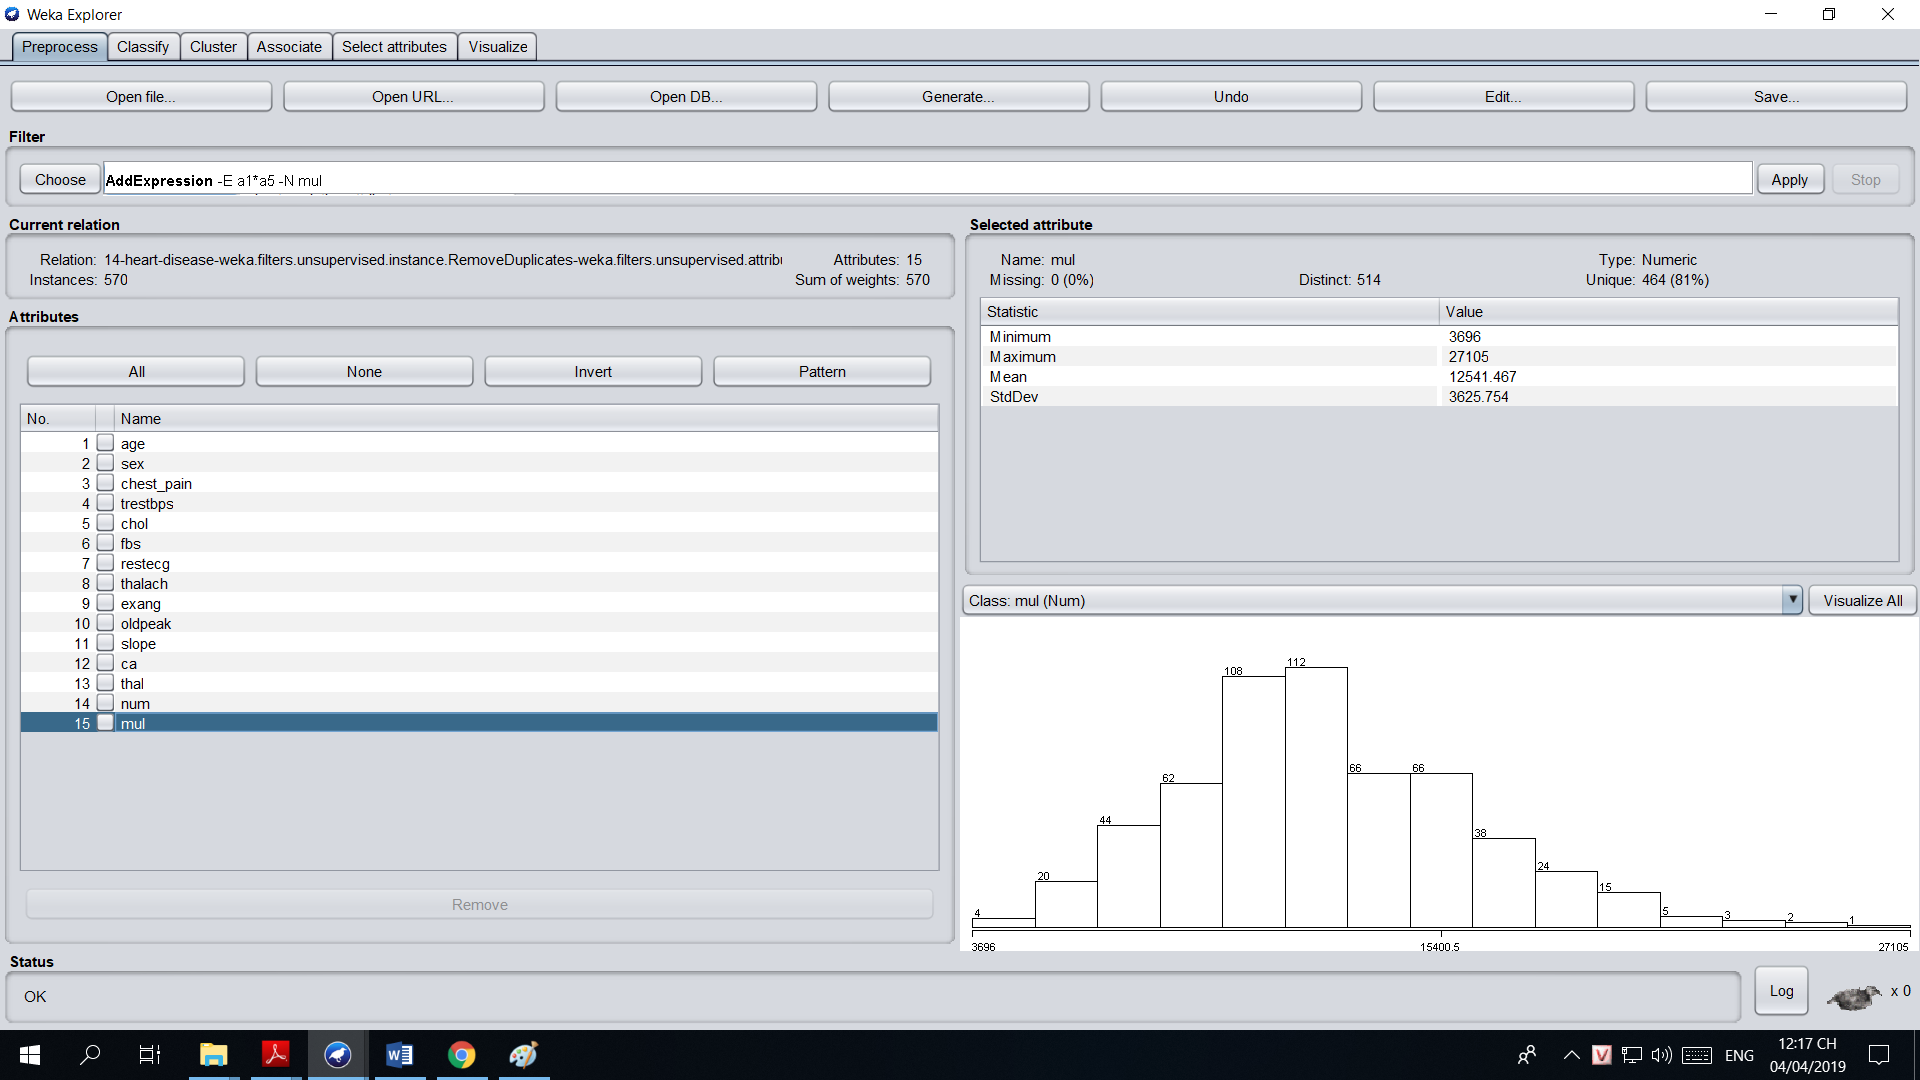 Weka Explorer
Preprocess Classify Cluster Associate Select attributes Visualize
Open file... Open URL... Open DB... Generate... Undo Edit... Save...
Filter
Choose AddExpression -E a1*a5 -N mul Apply Stop
Current relation
Relation: 14-heart-disease-weka.filters.unsupervised.instance.RemoveDuplicates-weka.filters.unsupervised.attribu Attributes: 15
Instances: 570 Sum of weights: 570
Attributes
All None Invert Pattern
No. Name
1 age
2 sex
3 chest_pain
4 trestbps
5 chol
6 fbs
7 restecg
8 thalach
9 exang
10 oldpeak
11 slope
12 ca
13 thal
14 num
15 mul
Remove
Selected attribute
Name: mul Type: Numeric
Missing: 0 (0%) Distinct: 514 Unique: 464 (81%)
Statistic Value
Minimum 3696
Maximum 27105
Mean 12541.467
StdDev 3625.754
Class: mul (Num) Visualize All
4 20 44 62 108 112 66 66 38 24 15 5 3 2 1
3696 15400.5 27105
Status
OK
Log x 0
ENG 12:17 CH
04/04/2019